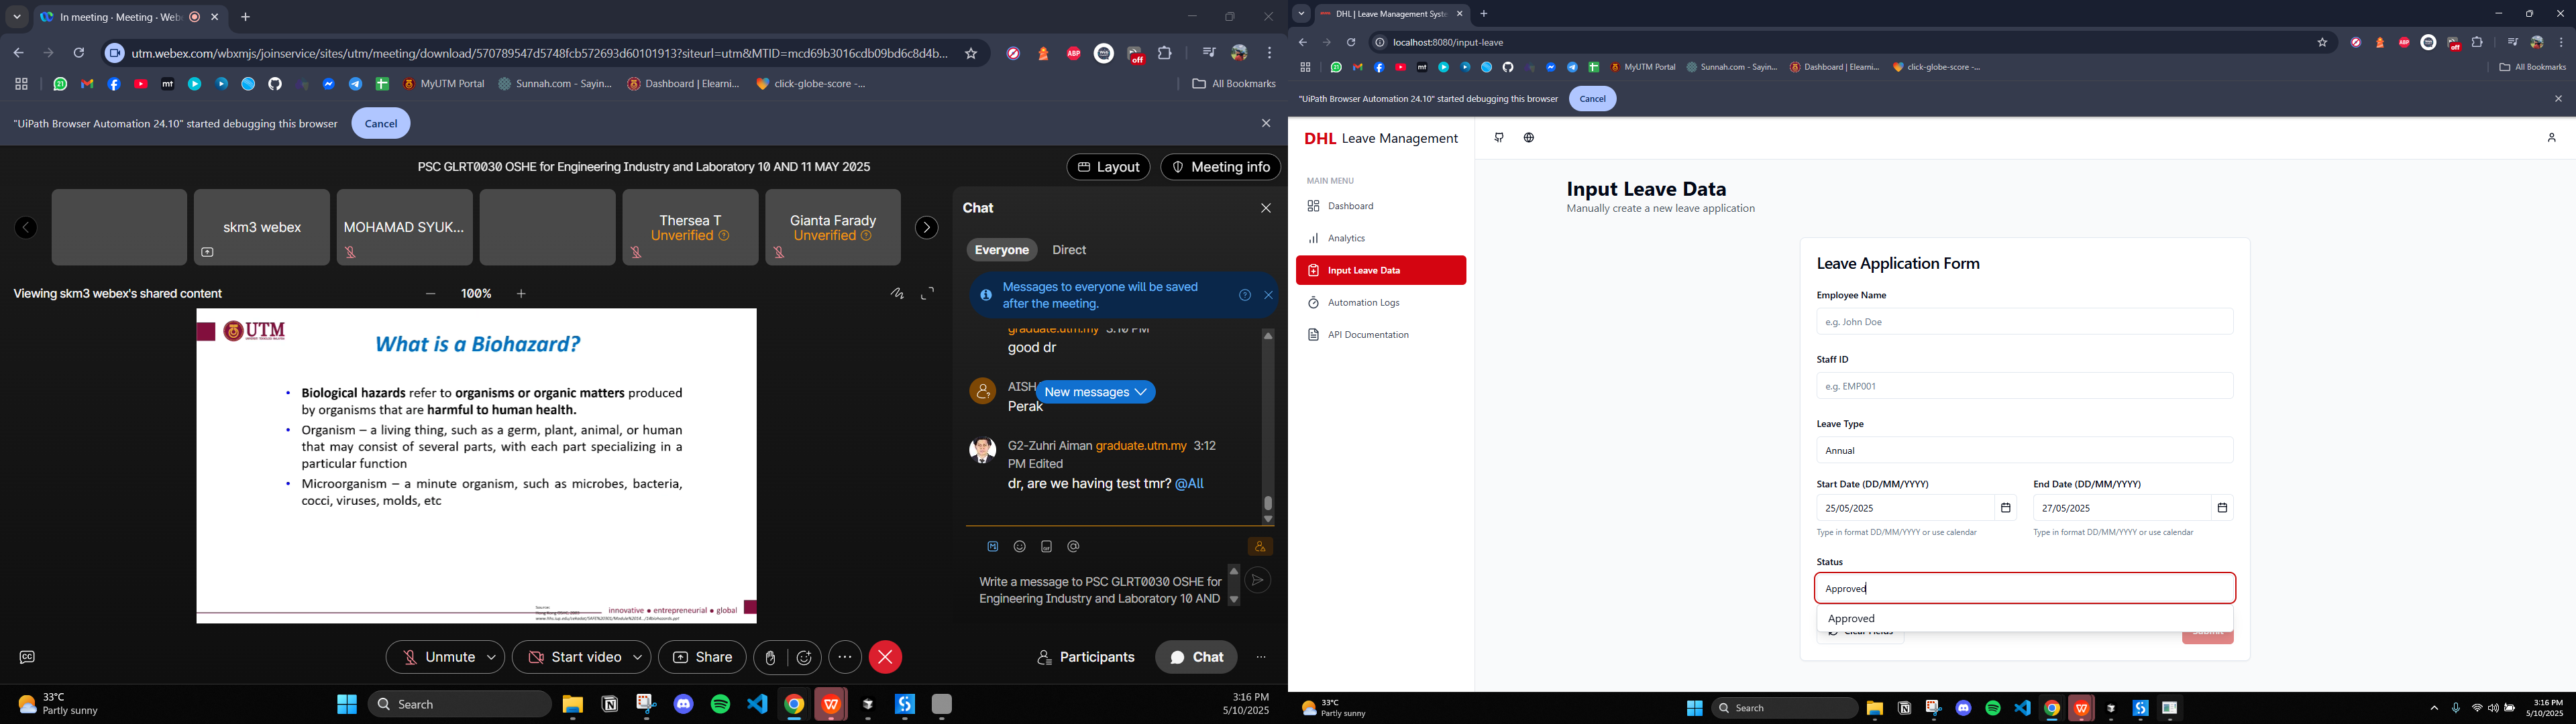 In meeting · Meeting · Web
utm.webex.com/wbxmjs/joinservice/sites/utm/meeting/download/570789547d5748fcb572693d60101913?siteurl=utm&MTID=mcd69b3016cdb09bd6c8d4b...
MyUTM Portal
Sunnah.com - Sayin...
Dashboard | Elearni...
click-globe-score -...
All Bookmarks
"UiPath Browser Automation 24.10" started debugging this browser
Cancel
PSC GLRT0030 OSHE for Engineering Industry and Laboratory 10 AND 11 MAY 2025
Layout
Meeting info
skm3 webex
MOHAMAD SYUK...
Thersea T
Unverified
Gianta Farady
Unverified
Viewing skm3 webex's shared content
100%
UTM
What is a Biohazard?
• Biological hazards refer to organisms or organic matters produced
by organisms that are harmful to human health.
• Organism – a living thing, such as a germ, plant, animal, or human
that may consist of several parts, with each part specializing in a
particular function
• Microorganism – a minute organism, such as microbes, bacteria,
cocci, viruses, molds, etc
innovative ● entrepreneurial ● global
Chat
Everyone
Direct
Messages to everyone will be saved
after the meeting.
graduate.utm.my 3:10 PM
good dr
AISH
New messages
Perak
G2-Zuhri Aiman graduate.utm.my 3:12
PM Edited
dr, are we having test tmr? @All
Write a message to PSC GLRT0030 OSHE for
Engineering Industry and Laboratory 10 AND
CC
Unmute
Start video
Share
Participants
Chat
33°C
Partly sunny
Search
3:16 PM
5/10/2025
DHL | Leave Management Syste
localhost:8080/input-leave
off
MyUTM Portal
Sunnah.com - Sayin...
Dashboard | Elearni...
click-globe-score -...
All Bookmarks
"UiPath Browser Automation 24.10" started debugging this browser
Cancel
DHL Leave Management
MAIN MENU
Dashboard
Analytics
Input Leave Data
Automation Logs
API Documentation
Input Leave Data
Manually create a new leave application
Leave Application Form
Employee Name
e.g. John Doe
Staff ID
e.g. EMP001
Leave Type
Annual
Start Date (DD/MM/YYYY)
End Date (DD/MM/YYYY)
25/05/2025
27/05/2025
Type in format DD/MM/YYYY or use calendar
Type in format DD/MM/YYYY or use calendar
Status
Approved
Approved
Clear Fields
Submit
33°C
Partly sunny
Search
3:16 PM
5/10/2025